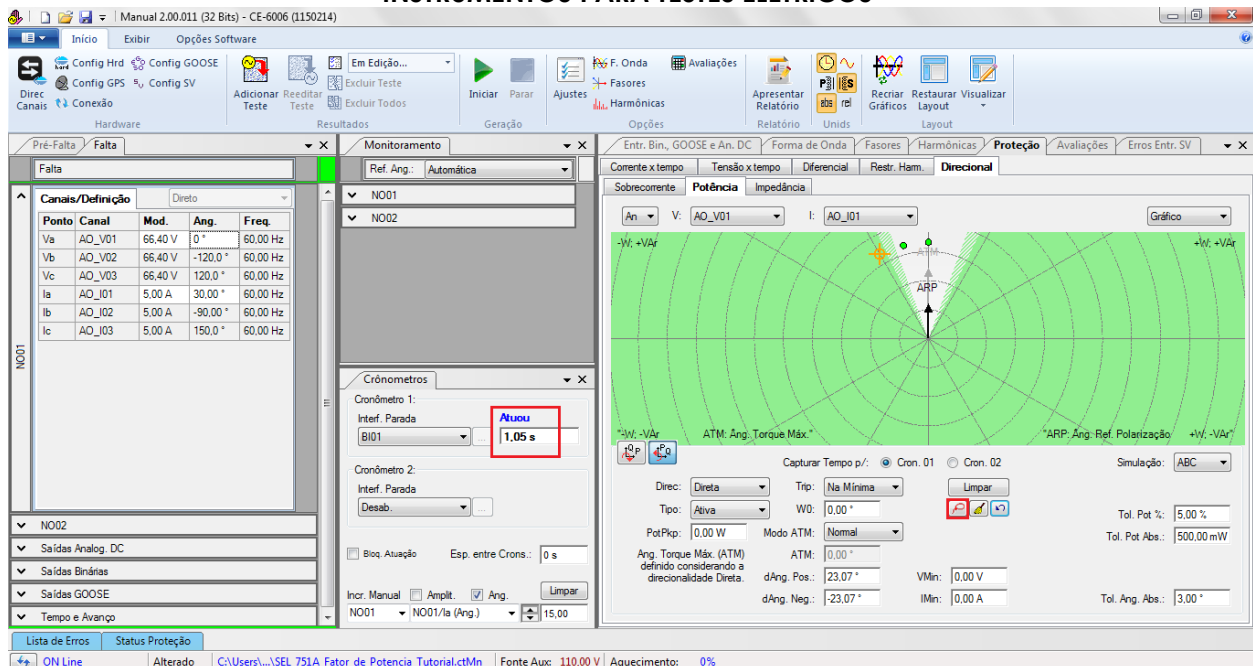 INSTRUMENTOS PARA TESTES ELÉTRICOS
Manual 2.00.011 (32 Bits) - CE-6006 (1150214)
Início Exibir Opções Software
Direc Canais
Config Hrd Config GOOSE
Config GPS Config SV
Conexão
Hardware
Adicionar Teste
Reeditar Teste
Em Edição...
Excluir Teste
Excluir Todos
Resultados
Iniciar Parar
Geração
Ajustes
F. Onda Avaliações
Fasores
Harmônicas
Opções
Apresentar Relatório
Relatório
abs rel
Unids
Recriar Gráficos
Restaurar Layout
Visualizar
Layout
Pré-Falta Falta
Falta
NO01
Canais/Definição Direto
Ponto Canal Mod. Ang. Freq.
Va AO_V01 66,40 V 0 ° 60,00 Hz
Vb AO_V02 66,40 V -120,0 ° 60,00 Hz
Vc AO_V03 66,40 V 120,0 ° 60,00 Hz
Ia AO_I01 5,00 A 30,00 ° 60,00 Hz
Ib AO_I02 5,00 A -90,00 ° 60,00 Hz
Ic AO_I03 5,00 A 150,0 ° 60,00 Hz
NO02
Saídas Analog. DC
Saídas Binárias
Saídas GOOSE
Tempo e Avanço
Monitoramento
Ref. Ang.: Automática
NO01
NO02
Crônometros
Cronômetro 1:
Interf. Parada Atuou
BI01 ... 1,05 s
Cronômetro 2:
Interf. Parada
Desab. ...
Bloq. Atuação Esp. entre Crons.: 0 s
Incr. Manual Amplit. Ang. Limpar
NO01 NO01/Ia (Ang.) 15,00
Entr. Bin., GOOSE e An. DC Forma de Onda Fasores Harmônicas Proteção Avaliações Erros Entr. SV
Corrente x tempo Tensão x tempo Diferencial Restr. Harm. Direcional
Sobrecorrente Potência Impedância
An V: AO_V01 I: AO_I01 Gráfico
-W; +VAr +W; +VAr
ATM
ARP
"-W; -VAr ATM: Ang. Torque Máx." "ARP: Ang. Ref. Polarização +W; -VAr"
Capturar Tempo p/: Cron. 01 Cron. 02 Simulação: ABC
Direc: Direta Trip: Na Mínima Limpar
Tipo: Ativa W0: 0,00 ° Tol. Pot %: 5,00 %
PotPkp: 0,00 W Modo ATM: Normal Tol. Pot Abs.: 500,00 mW
Ang. Torque Máx. (ATM) definido considerando a direcionalidade Direta.
ATM: 0,00 °
dAng. Pos.: 23,07 ° VMin: 0,00 V
dAng. Neg.: -23,07 ° IMin: 0,00 A Tol. Ang. Abs.: 3,00 °
Lista de Erros Status Proteção
ON Line Alterado C:\Users\...\SEL 751A Fator de Potencia Tutorial.ctMn Fonte Aux: 110,00 V Aquecimento: 0%